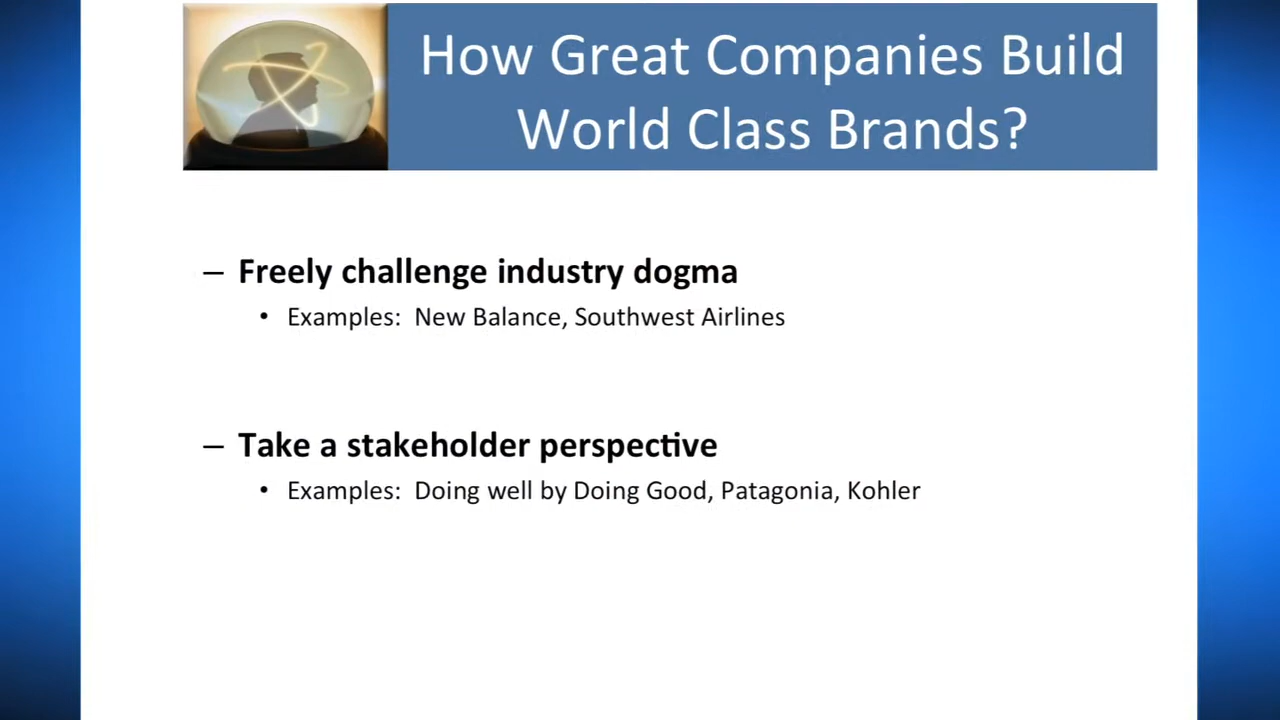 How Great Companies Build
World Class Brands?
– Freely challenge industry dogma
• Examples: New Balance, Southwest Airlines
– Take a stakeholder perspective
• Examples: Doing well by Doing Good, Patagonia, Kohler